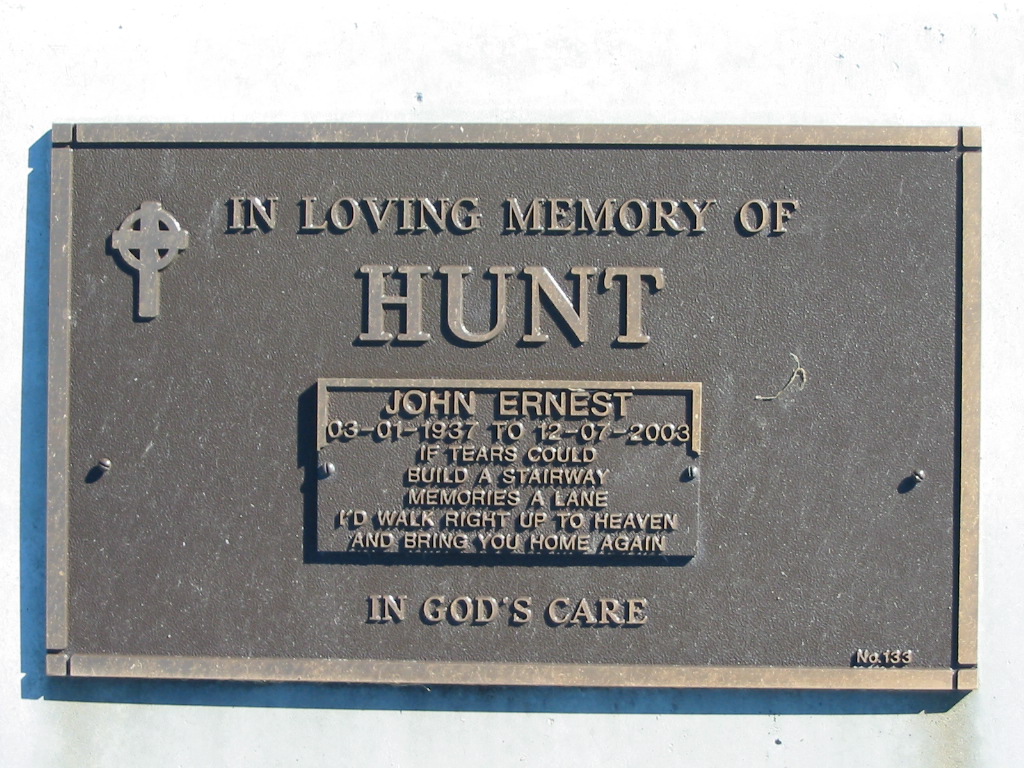 IN LOVING MEMORY OF
HUNT
JOHN ERNEST
03-01-1937 TO 12-07-2003
IF TEARS COULD
BUILD A STAIRWAY
MEMORIES A LANE
I'D WALK RIGHT UP TO HEAVEN
AND BRING YOU HOME AGAIN
IN GOD'S CARE
No.133